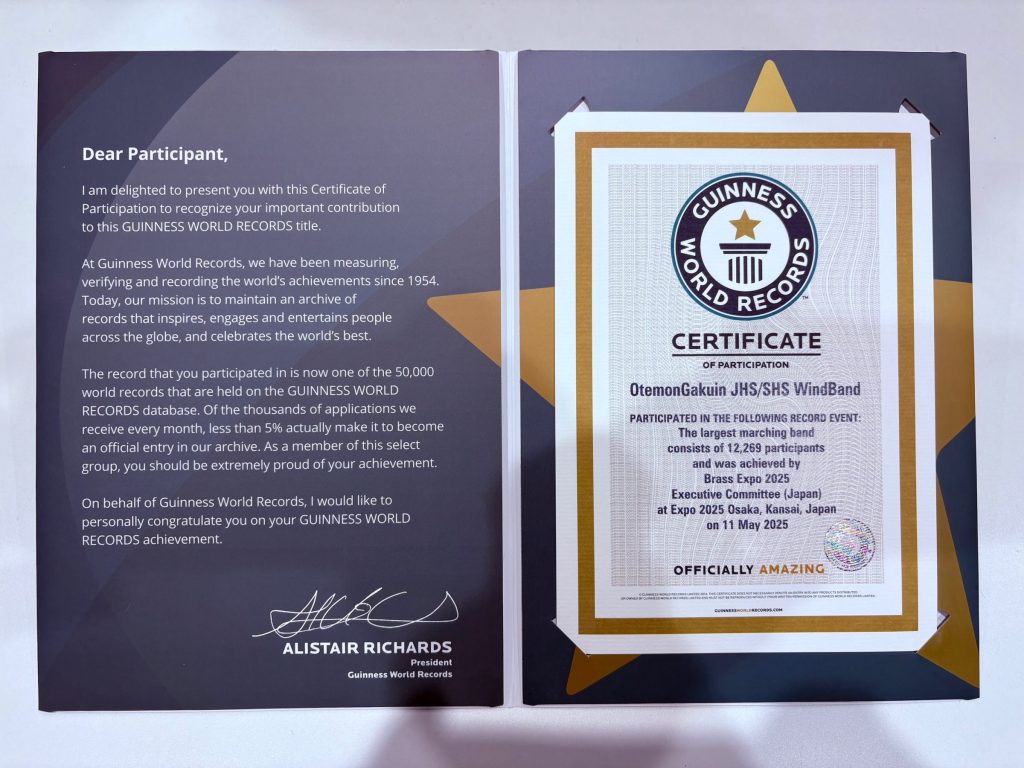 Dear Participant,
I am delighted to present you with this Certificate of
Participation to recognize your important contribution
to this GUINNESS WORLD RECORDS title.
At Guinness World Records, we have been measuring,
verifying and recording the world's achievements since 1954.
Today, our mission is to maintain an archive of
records that inspires, engages and entertains people
across the globe, and celebrates the world's best.
The record that you participated in is now one of the 50,000
world records that are held on the GUINNESS WORLD
RECORDS database. Of the thousands of applications we
receive every month, less than 5% actually make it to become
an official entry in our archive. As a member of this select
group, you should be extremely proud of your achievement.
On behalf of Guinness World Records, I would like to
personally congratulate you on your GUINNESS WORLD
RECORDS achievement.
ALISTAIR RICHARDS
President
Guinness World Records
GUINNESS
WORLD RECORDS
TM
CERTIFICATE
OF PARTICIPATION
OtemonGakuin JHS/SHS WindBand
PARTICIPATED IN THE FOLLOWING RECORD EVENT:
The largest marching band
consists of 12,269 participants
and was achieved by
Brass Expo 2025
Executive Committee (Japan)
at Expo 2025 Osaka, Kansai, Japan
on 11 May 2025
OFFICIALLY AMAZING
GUINNESSWORLDRECORDS.COM